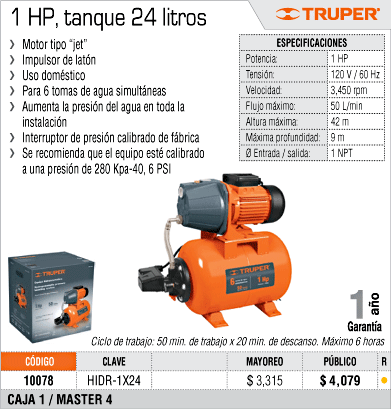 1 HP, tanque 24 litros
TRUPER
Motor tipo "jet"
Impulsor de latón
Uso doméstico
Para 6 tomas de agua simultáneas
Aumenta la presión del agua en toda la
instalación
Interruptor de presión calibrado de fábrica
Se recomienda que el equipo esté calibrado
a una presión de 280 Kpa-40, 6 PSI
ESPECIFICACIONES
Potencia: 1 HP
Tensión: 120 V / 60 Hz
Velocidad: 3,450 rpm
Flujo máximo: 50 L/min
Altura máxima: 42 m
Máxima profundidad: 9 m
Ø Entrada / salida: 1 NPT
TRUPER
TRUPER
1 año
Garantía
Ciclo de trabajo: 50 min. de trabajo x 20 min. de descanso. Máximo 6 horas
CÓDIGO CLAVE MAYOREO PÚBLICO R
10078 HIDR-1X24 $ 3,315 $ 4,079
CAJA 1 / MASTER 4